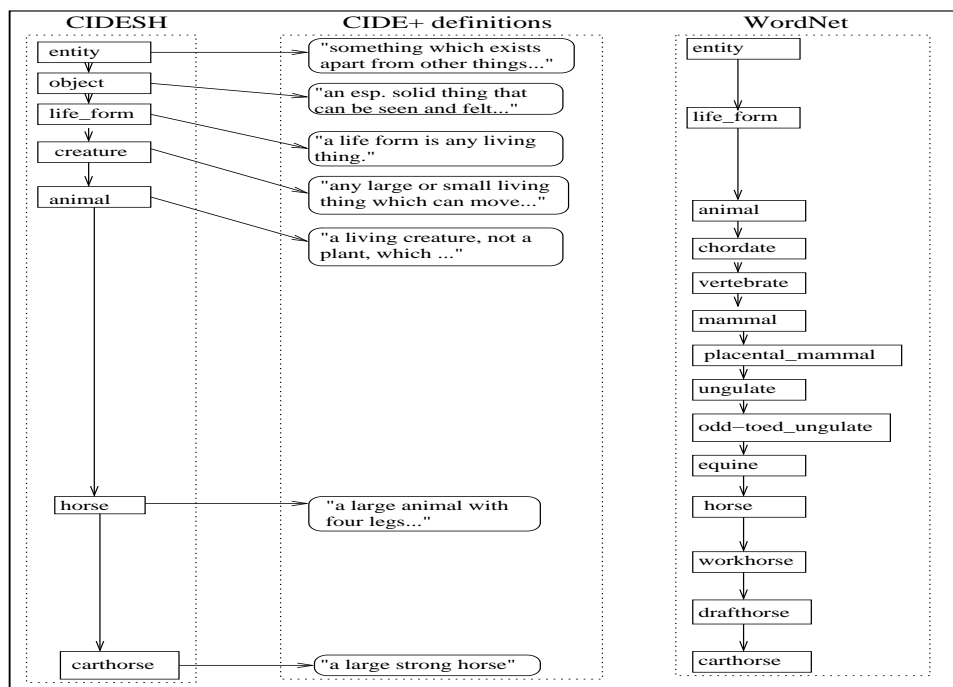 CIDESH
entity
object
life_form
creature
animal
horse
carthorse
CIDE+ definitions
"something which exists
apart from other things..."
"an esp. solid thing that
can be seen and felt..."
"a life form is any living
thing."
"any large or small living
thing which can move..."
"a living creature, not a
plant, which ..."
"a large animal with
four legs..."
"a large strong horse"
WordNet
entity
life_form
animal
chordate
vertebrate
mammal
placental_mammal
ungulate
odd−toed_ungulate
equine
horse
workhorse
drafthorse
carthorse